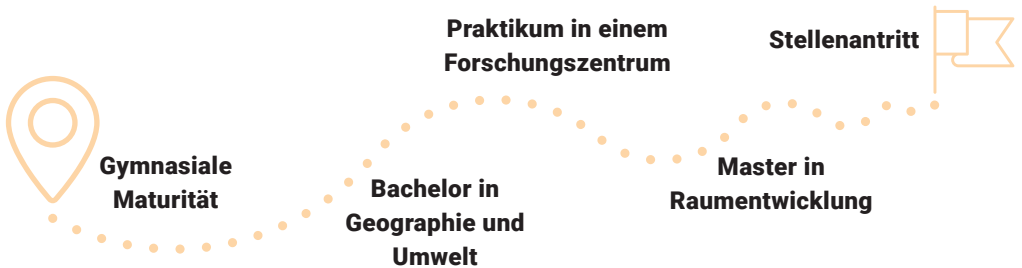 Gymnasiale
Maturität
Bachelor in
Geographie und
Umwelt
Praktikum in einem
Forschungszentrum
Master in
Raumentwicklung
Stellenantritt